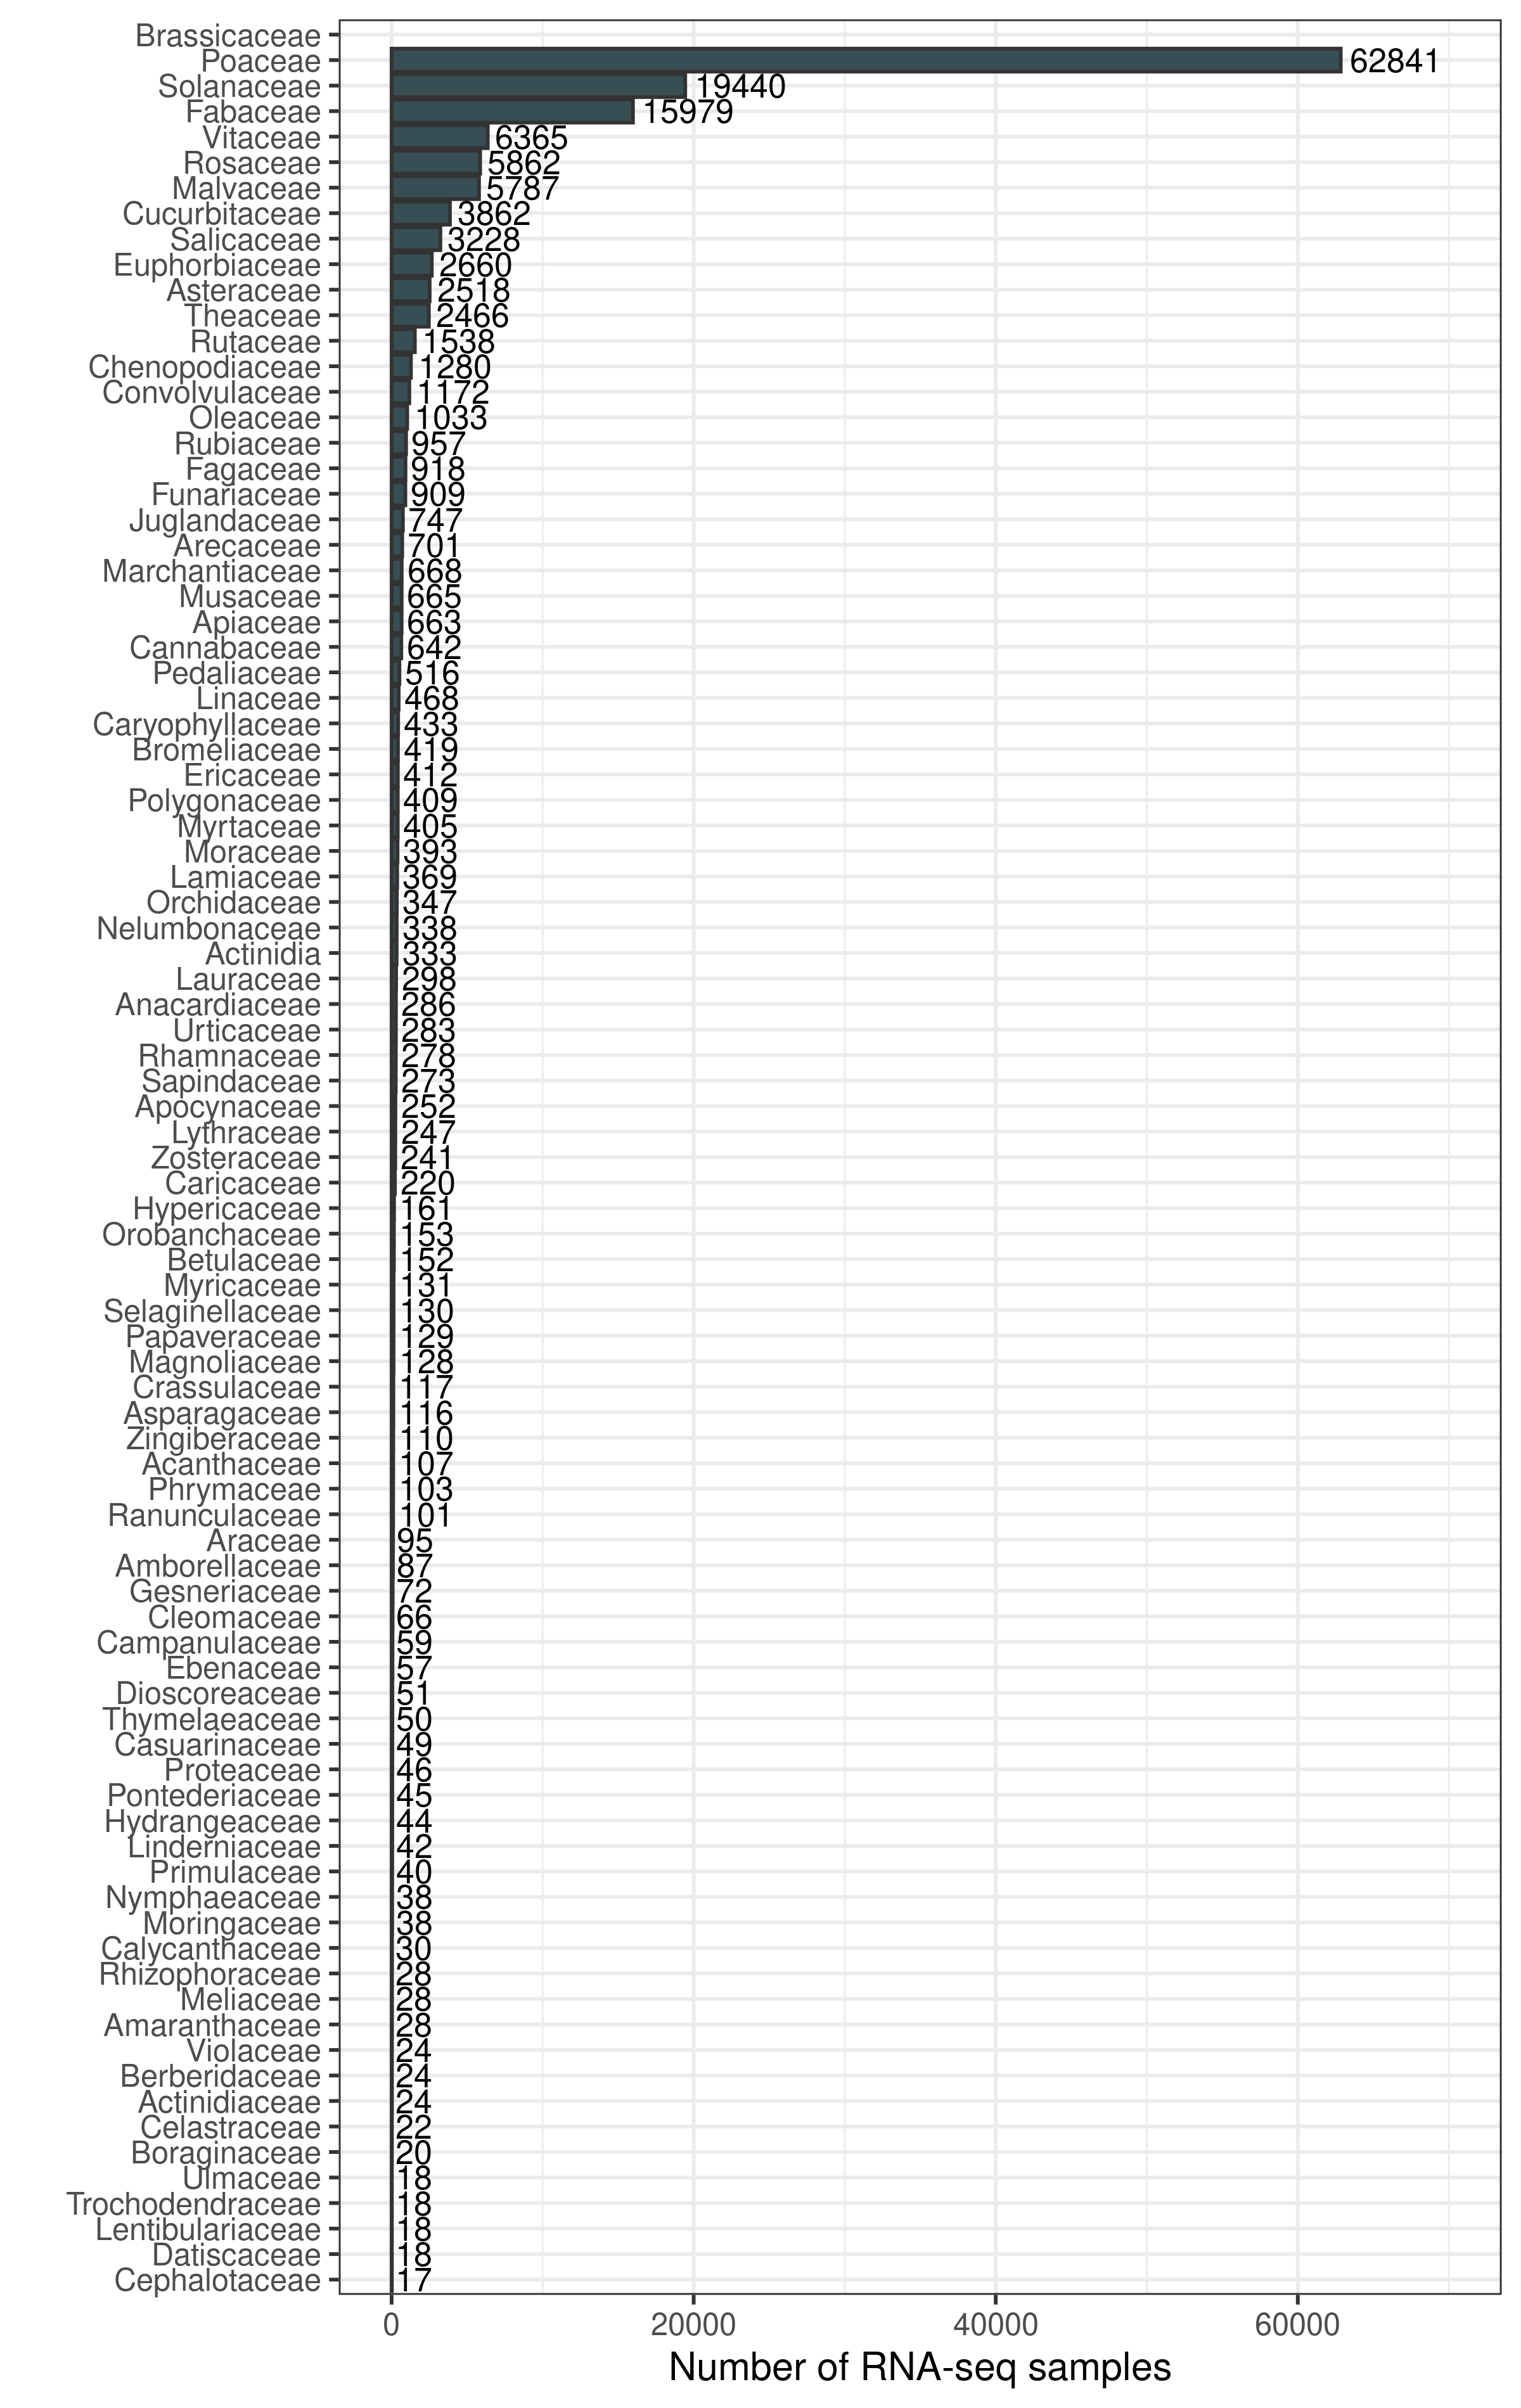 Brassicaceae
Poaceae 62841
Solanaceae 19440
Fabaceae 15979
Vitaceae 6365
Rosaceae 5862
Malvaceae 5787
Cucurbitaceae 3862
Salicaceae 3228
Euphorbiaceae 2660
Asteraceae 2518
Theaceae 2466
Rutaceae 1538
Chenopodiaceae 1280
Convolvulaceae 1172
Oleaceae 1033
Rubiaceae 957
Fagaceae 918
Funariaceae 909
Juglandaceae 747
Arecaceae 701
Marchantiaceae 668
Musaceae 665
Apiaceae 663
Cannabaceae 642
Pedaliaceae 516
Linaceae 468
Caryophyllaceae 433
Bromeliaceae 419
Ericaceae 412
Polygonaceae 409
Myrtaceae 405
Moraceae 393
Lamiaceae 369
Orchidaceae 347
Nelumbonaceae 338
Actinidia 333
Lauraceae 298
Anacardiaceae 286
Urticaceae 283
Rhamnaceae 278
Sapindaceae 273
Apocynaceae 252
Lythraceae 247
Zosteraceae 241
Caricaceae 220
Hypericaceae 161
Orobanchaceae 153
Betulaceae 152
Myricaceae 131
Selaginellaceae 130
Papaveraceae 129
Magnoliaceae 128
Crassulaceae 117
Asparagaceae 116
Zingiberaceae 110
Acanthaceae 107
Phrymaceae 103
Ranunculaceae 101
Araceae 95
Amborellaceae 87
Gesneriaceae 72
Cleomaceae 66
Campanulaceae 59
Ebenaceae 57
Dioscoreaceae 51
Thymelaeaceae 50
Casuarinaceae 49
Proteaceae 46
Pontederiaceae 45
Hydrangeaceae 44
Linderniaceae 42
Primulaceae 40
Nymphaeaceae 38
Moringaceae 38
Calycanthaceae 30
Rhizophoraceae 28
Meliaceae 28
Amaranthaceae 28
Violaceae 24
Berberidaceae 24
Actinidiaceae 24
Celastraceae 22
Boraginaceae 20
Ulmaceae 18
Trochodendraceae 18
Lentibulariaceae 18
Datiscaceae 18
Cephalotaceae 17
0 20000 40000 60000
Number of RNA-seq samples